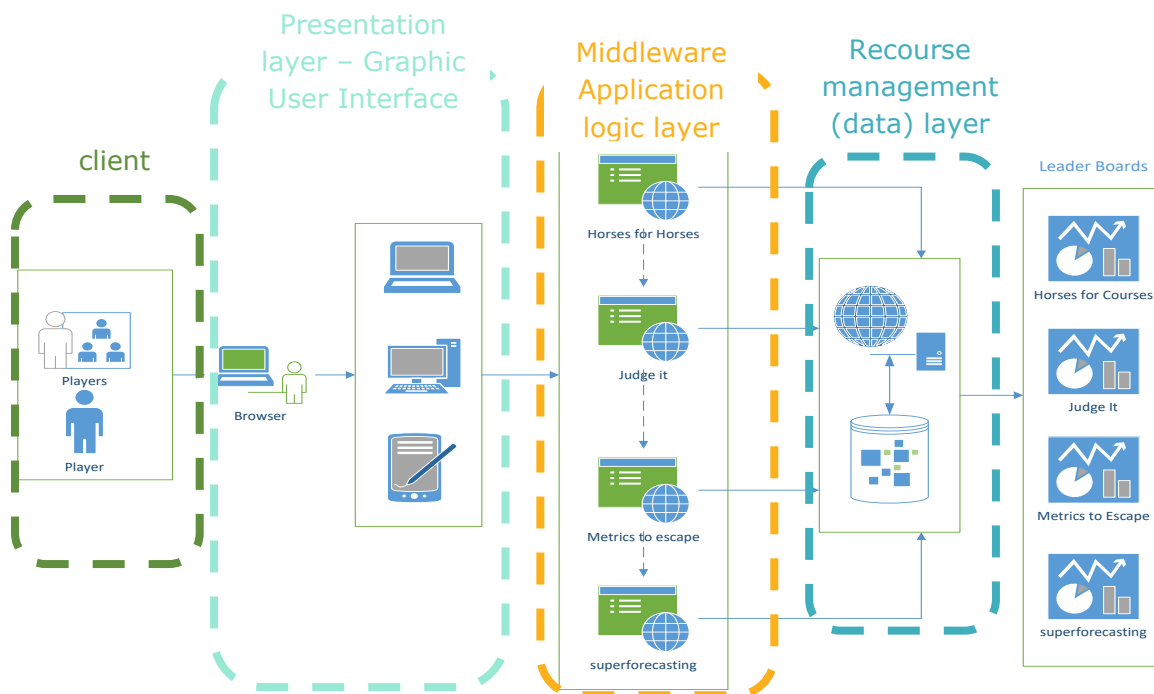 client
Players
Player
Presentation
layer – Graphic
User Interface
Browser
Middleware
Application
logic layer
Horses for Horses
Judge it
Metrics to escape
superforecasting
Recourse
management
(data) layer
Leader Boards
Horses for Courses
Judge It
Metrics to Escape
superforecasting